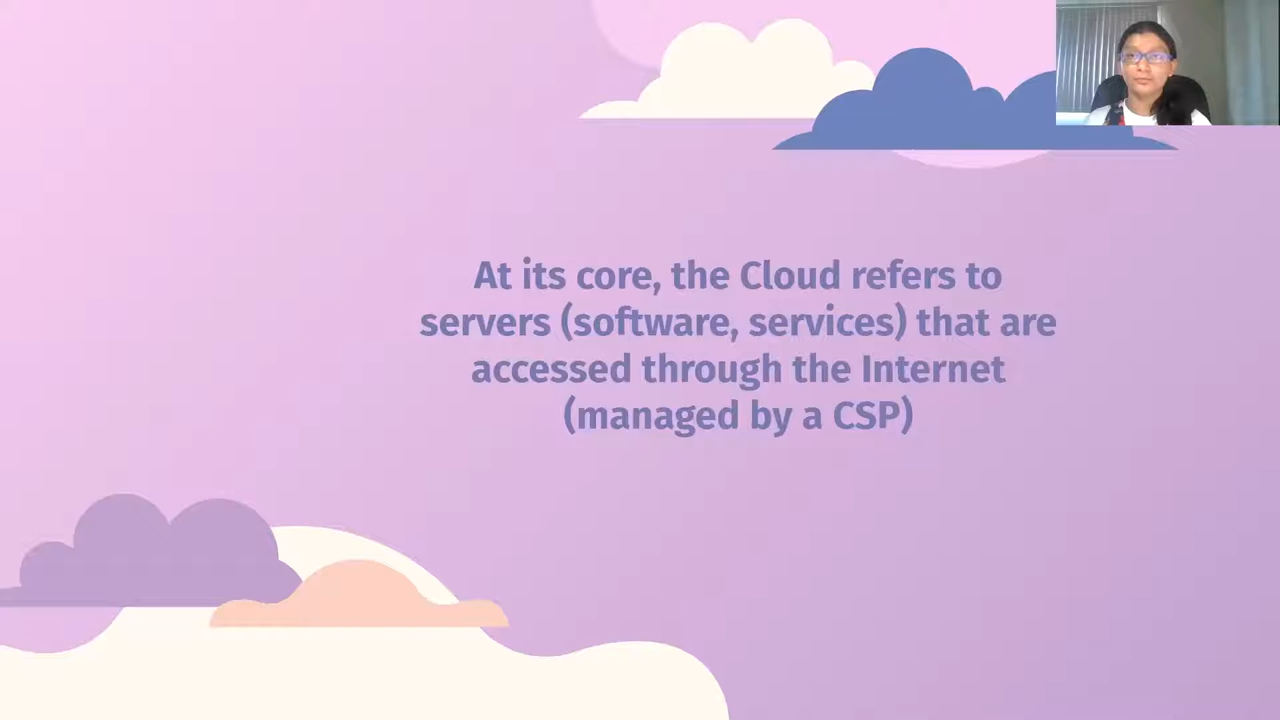 At its core, the Cloud refers to
servers (software, services) that are
accessed through the Internet
(managed by a CSP)